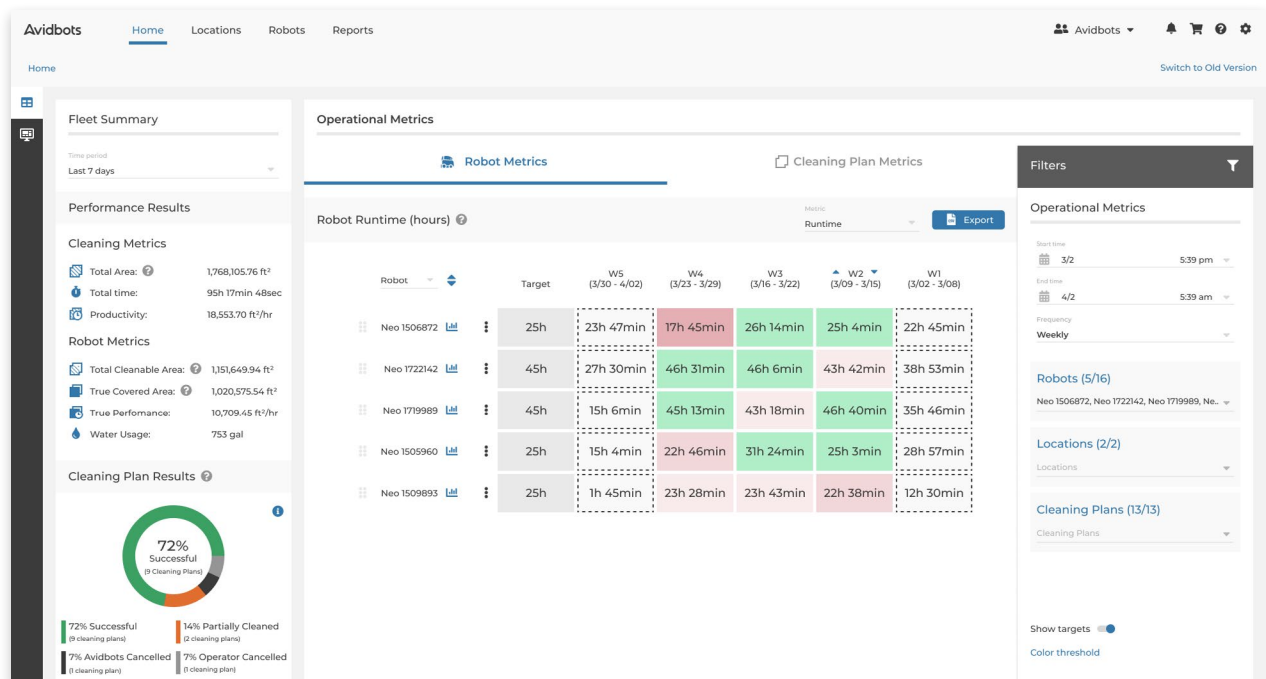 Avidbots Home Locations Robots Reports Avidbots
Home Switch to Old Version
Fleet Summary
Time period
Last 7 days
Performance Results
Cleaning Metrics
Total Area: 1,768,105.76 ft²
Total time: 95h 17min 48sec
Productivity: 18,553.70 ft²/hr
Robot Metrics
Total Cleanable Area: 1,151,649.94 ft²
True Covered Area: 1,020,575.54 ft²
True Perfomance: 10,709.45 ft²/hr
Water Usage: 753 gal
Cleaning Plan Results
72%
Successful
(9 Cleaning Plans)
72% Successful 14% Partially Cleaned
(9 cleaning plans) (2 cleaning plans)
7% Avidbots Cancelled 7% Operator Cancelled
(1 cleaning plan) (1 cleaning plan)
Operational Metrics
Robot Metrics Cleaning Plan Metrics
Robot Runtime (hours) Metric Runtime Export
Robot Target W5 W4 W3 W2 W1
(3/30 - 4/02) (3/23 - 3/29) (3/16 - 3/22) (3/09 - 3/15) (3/02 - 3/08)
Neo 1506872 25h 23h 47min 17h 45min 26h 14min 25h 4min 22h 45min
Neo 1722142 45h 27h 30min 46h 31min 46h 6min 43h 42min 38h 53min
Neo 1719989 45h 15h 6min 45h 13min 43h 18min 46h 40min 35h 46min
Neo 1505960 25h 15h 4min 22h 46min 31h 24min 25h 3min 28h 57min
Neo 1509893 25h 1h 45min 23h 28min 23h 43min 22h 38min 12h 30min
Filters
Operational Metrics
Start time
3/2 5:39 pm
End time
4/2 5:39 am
Frequency
Weekly
Robots (5/16)
Neo 1506872, Neo 1722142, Neo 1719989, Ne..
Locations (2/2)
Locations
Cleaning Plans (13/13)
Cleaning Plans
Show targets
Color threshold